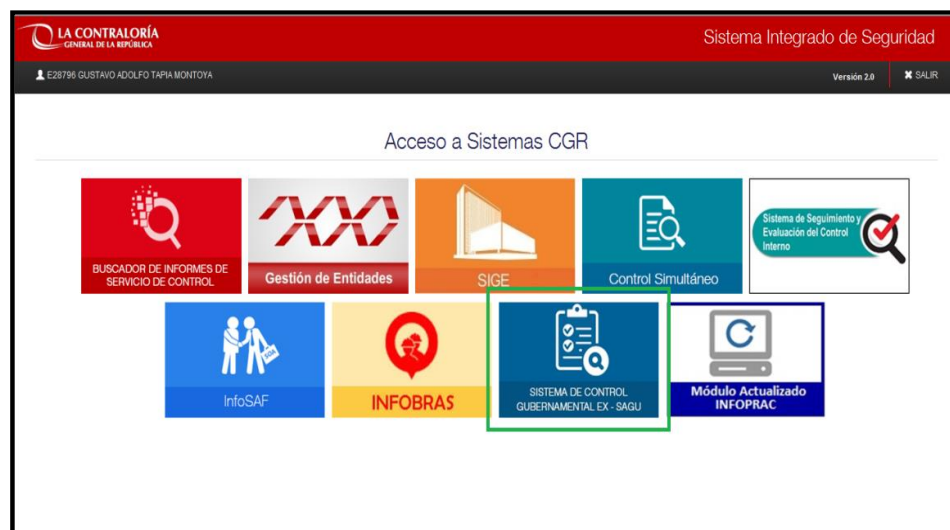 LA CONTRALORÍA
GENERAL DE LA REPÚBLICA
Sistema Integrado de Seguridad
E28796 GUSTAVO ADOLFO TAPIA MONTOYA
Versión 2.0
SALIR
Acceso a Sistemas CGR
BUSCADOR DE INFORMES DE
SERVICIO DE CONTROL
Gestión de Entidades
SIGE
Control Simultáneo
Sistema de Seguimiento y
Evaluación del Control
Interno
SOA
InfoSAF
INFOBRAS
SISTEMA DE CONTROL
GUBERNAMENTAL EX - SAGU
Módulo Actualizado
INFOPRAC